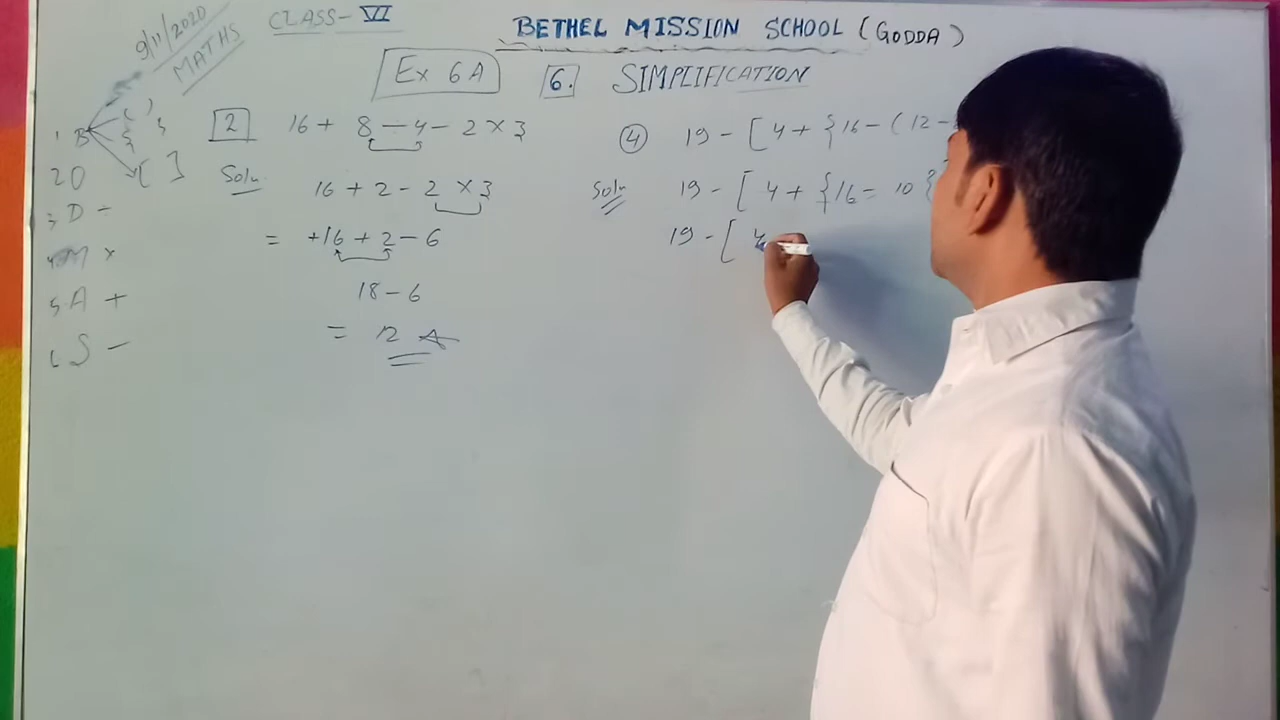 9/11/2020
MATHS
CLASS- VI
BETHEL MISSION SCHOOL (GODDA)
Ex 6A
6. SIMPLIFICATION
1 B ( ) { } [ ]
2 O
3 D ÷
M ×
5 A +
S −
2 16 + 8 ÷ 4 - 2 × 3
Soln 16 + 2 - 2 × 3
= +16 + 2 - 6
18 - 6
= 12
4 19 - [ 4 + { 16 - ( 12 -
Soln 19 - [ 4 + { 16 - 10 }
19 - [ 4